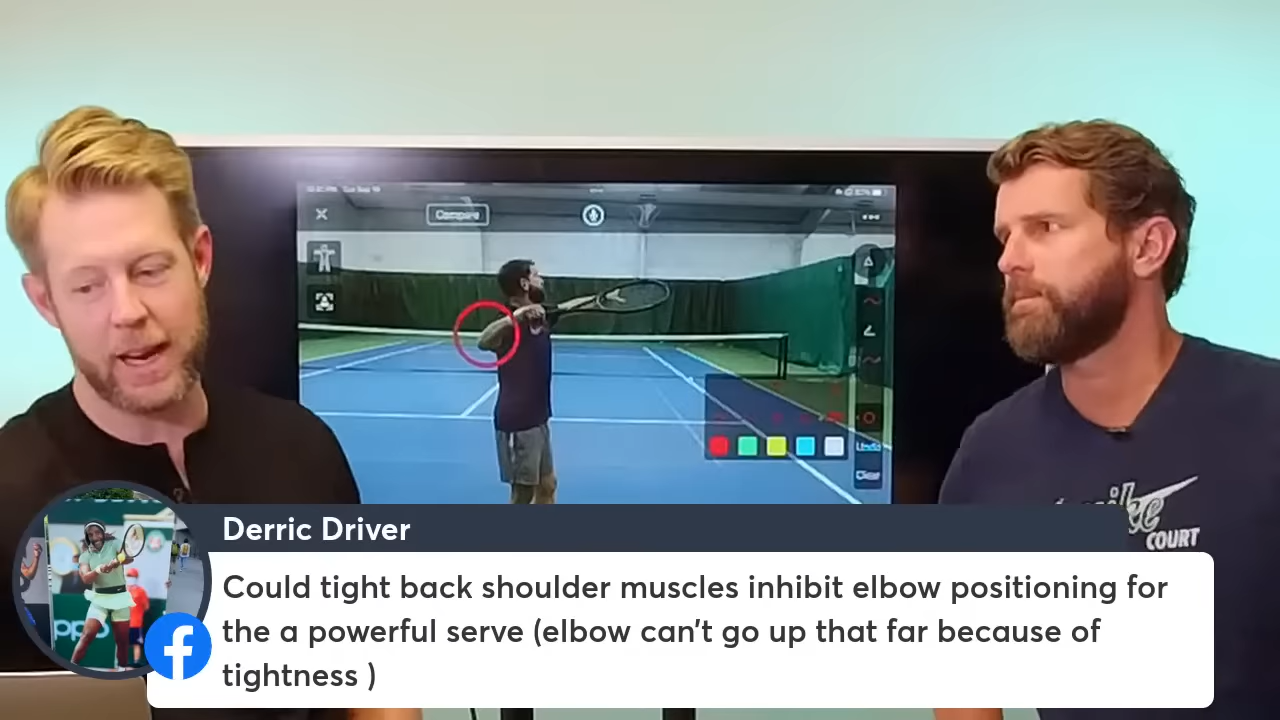 Compare
Undo
Clear
COURT
Derric Driver
Could tight back shoulder muscles inhibit elbow positioning for
the a powerful serve (elbow can't go up that far because of
tightness )